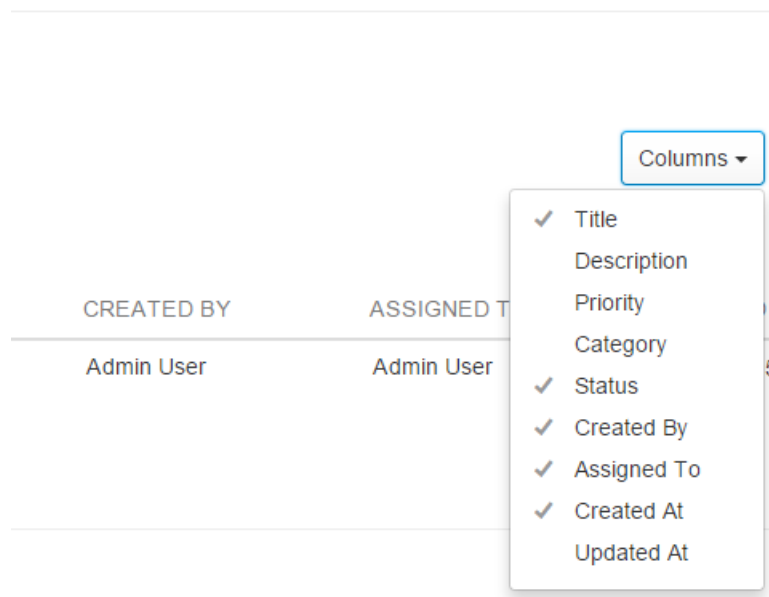 Columns
Title
Description
Priority
Category
Status
Created By
Assigned To
Created At
Updated At
CREATED BY ASSIGNED T
Admin User Admin User